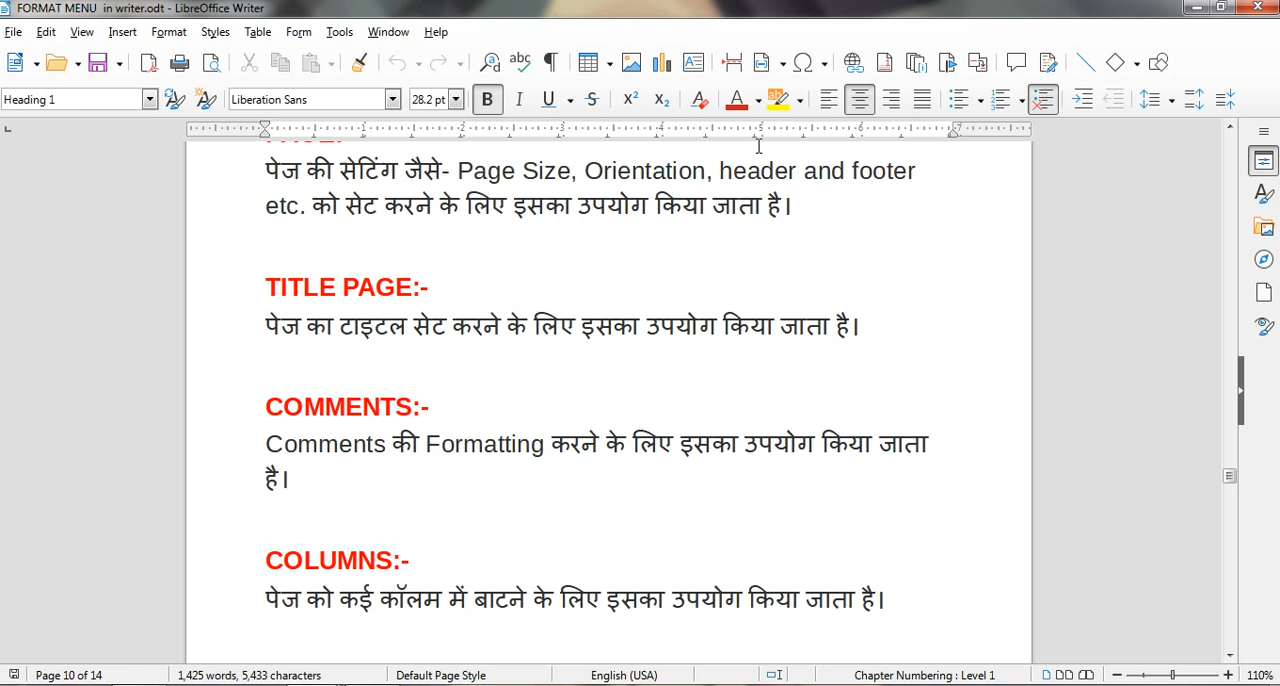 FORMAT MENU in writer.odt - LibreOffice Writer
File Edit View Insert Format Styles Table Form Tools Window Help
Heading 1 Liberation Sans 28.2 pt
पेज की सेटिंग जैसे- Page Size, Orientation, header and footer
etc. को सेट करने के लिए इसका उपयोग किया जाता है।
TITLE PAGE:-
पेज का टाइटल सेट करने के लिए इसका उपयोग किया जाता है।
COMMENTS:-
Comments की Formatting करने के लिए इसका उपयोग किया जाता
है।
COLUMNS:-
पेज को कई कॉलम में बाटने के लिए इसका उपयोग किया जाता है।
Page 10 of 14 1,425 words, 5,433 characters Default Page Style English (USA) Chapter Numbering : Level 1 110%